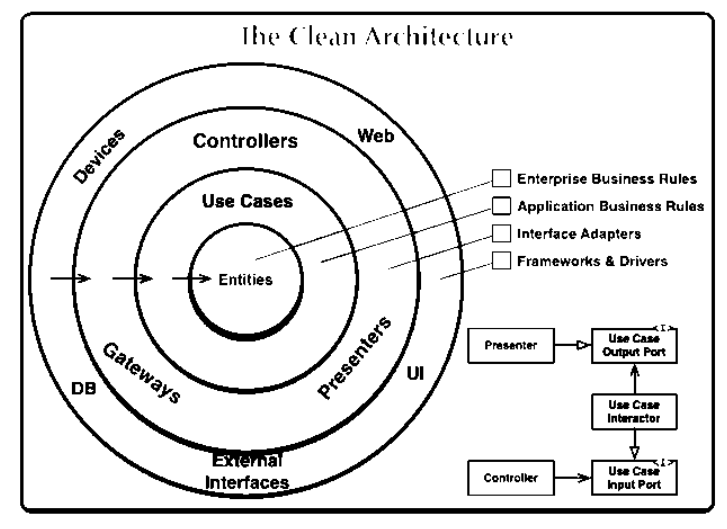 The Clean Architecture
Devices
Controllers
Web
Use Cases
Entities
Gateways
Presenters
DB
UI
External
Interfaces
Enterprise Business Rules
Application Business Rules
Interface Adapters
Frameworks & Drivers
Presenter
<I>
Use Case
Output Port
Use Case
Interactor
Controller
<I>
Use Case
Input Port